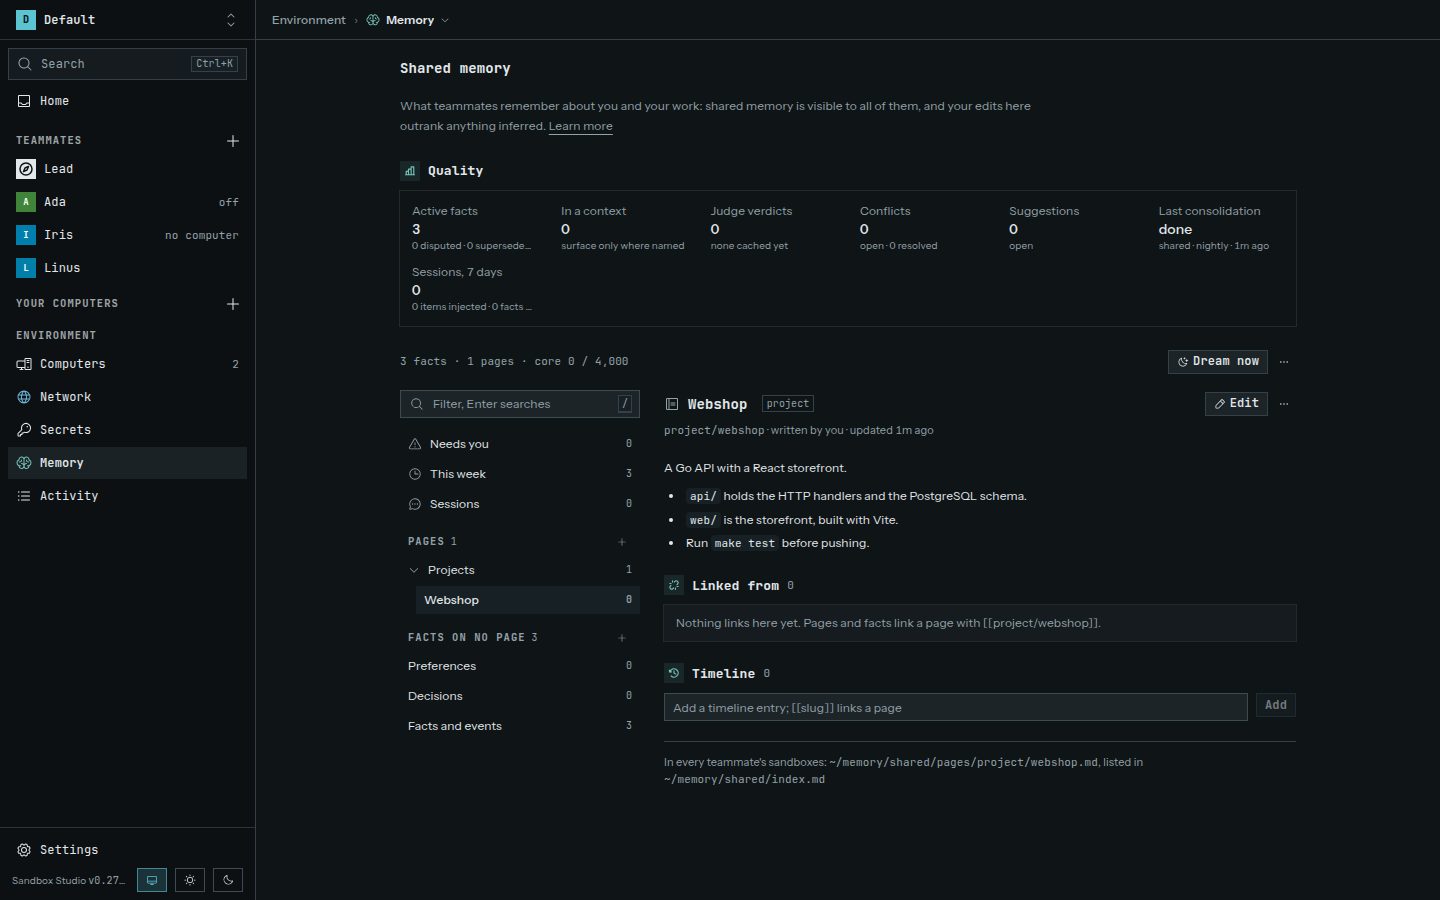 D Default
Search Ctrl+K
Home
TEAMMATES
Lead
A Ada off
I Iris no computer
L Linus
YOUR COMPUTERS
ENVIRONMENT
Computers 2
Network
Secrets
Memory
Activity
Settings
Sandbox Studio v0.27…
Environment › Memory
Shared memory
What teammates remember about you and your work: shared memory is visible to all of them, and your edits here
outrank anything inferred. Learn more
Quality
Active facts
3
0 disputed · 0 supersede…
In a context
0
surface only where named
Judge verdicts
0
none cached yet
Conflicts
0
open · 0 resolved
Suggestions
0
open
Last consolidation
done
shared · nightly · 1m ago
Sessions, 7 days
0
0 items injected · 0 facts …
3 facts · 1 pages · core 0 / 4,000
Dream now ···
Filter, Enter searches /
Needs you 0
This week 3
Sessions 0
PAGES 1
Projects 1
Webshop 0
FACTS ON NO PAGE 3
Preferences 0
Decisions 0
Facts and events 3
Webshop project
Edit ···
project/webshop · written by you · updated 1m ago
A Go API with a React storefront.
• api/ holds the HTTP handlers and the PostgreSQL schema.
• web/ is the storefront, built with Vite.
• Run make test before pushing.
Linked from 0
Nothing links here yet. Pages and facts link a page with [[project/webshop]].
Timeline 0
Add a timeline entry; [[slug]] links a page
Add
In every teammate's sandboxes: ~/memory/shared/pages/project/webshop.md, listed in
~/memory/shared/index.md